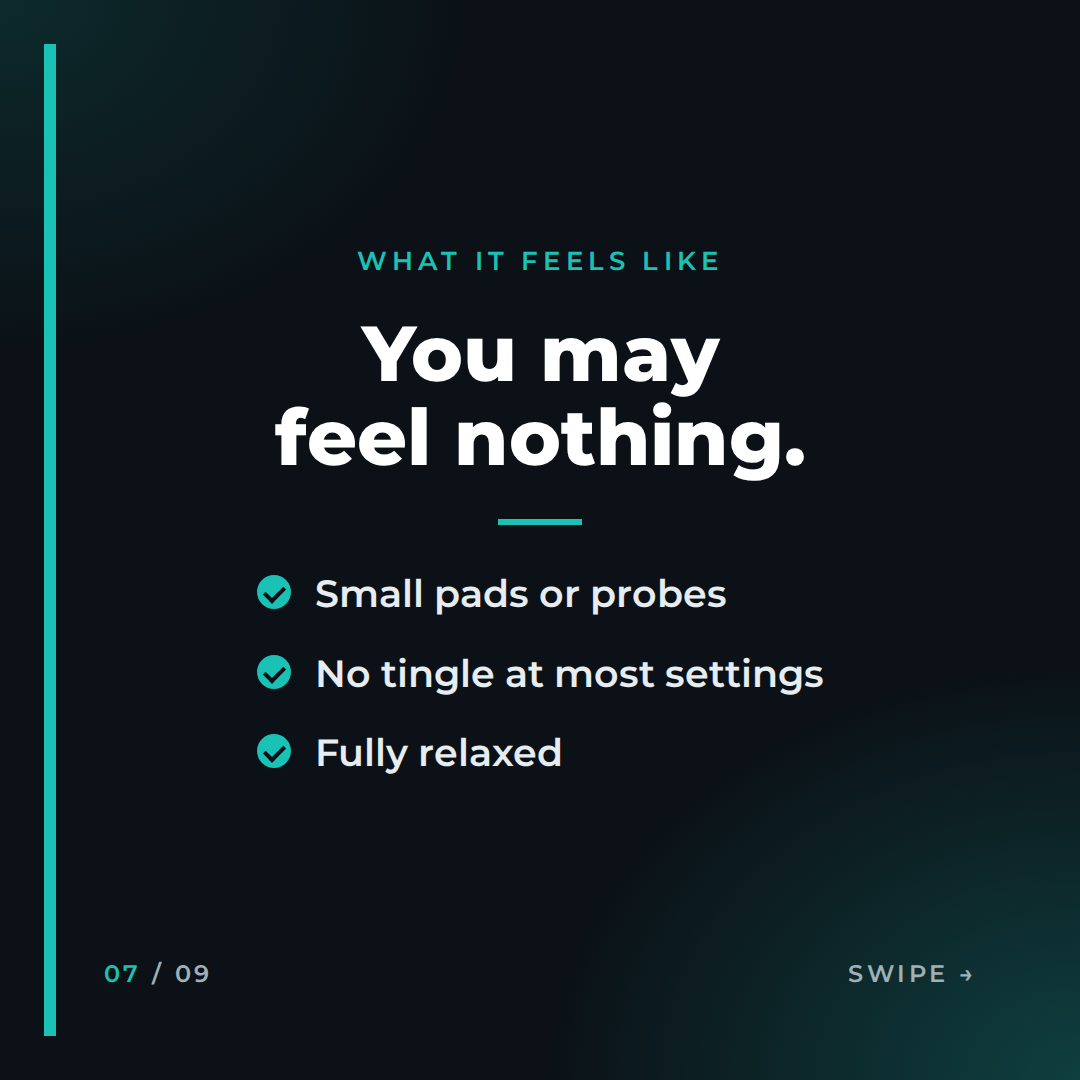 WHAT IT FEELS LIKE
You may
feel nothing.
Small pads or probes
No tingle at most settings
Fully relaxed
07 / 09
SWIPE →